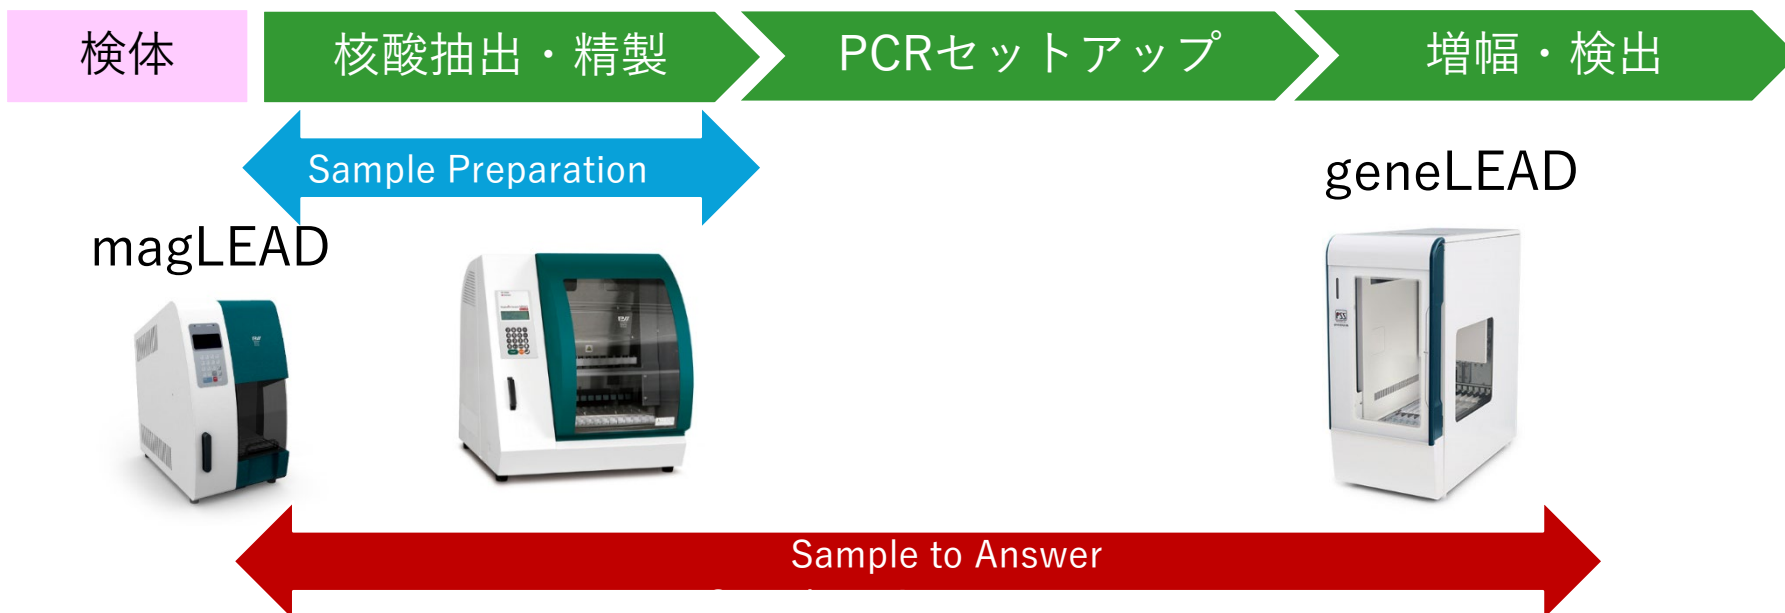 検体
核酸抽出・精製
PCRセットアップ
増幅・検出
Sample Preparation
geneLEAD
magLEAD
PSS
Sample to Answer